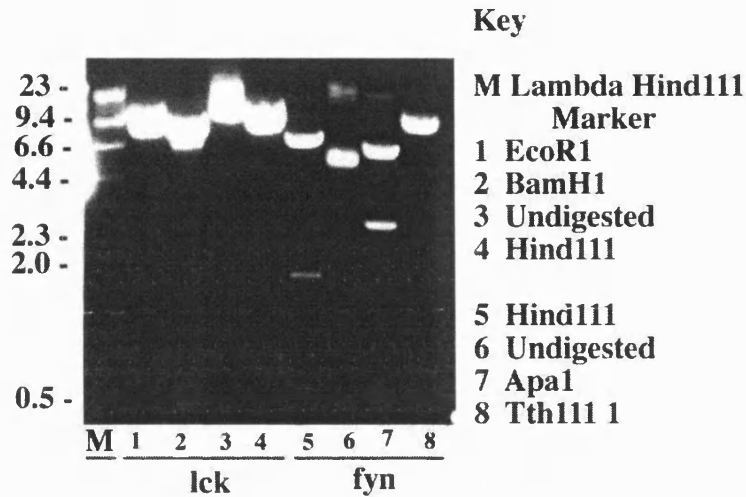 Key
23 -
9.4 -
6.6 -
4.4 -
2.3 -
2.0 -
0.5 -
M 1 2 3 4 5 6 7 8
lck fyn
M Lambda Hind111
Marker
1 EcoR1
2 BamH1
3 Undigested
4 Hind111
5 Hind111
6 Undigested
7 Apa1
8 Tth111 1